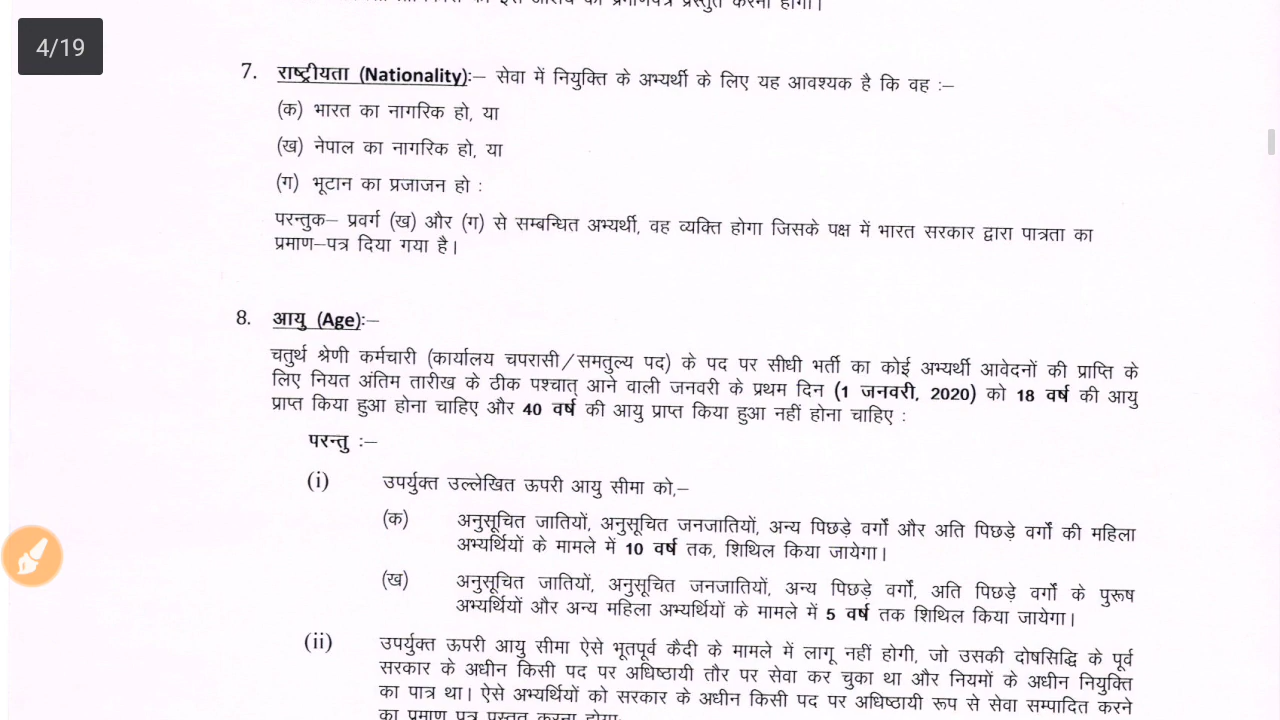 4/19
प्रस्तुत करना होगा।
7. राष्ट्रीयता (Nationality):– सेवा में नियुक्ति के अभ्यर्थी के लिए यह आवश्यक है कि वह :–
(क) भारत का नागरिक हो, या
(ख) नेपाल का नागरिक हो, या
(ग) भूटान का प्रजाजन हो :
परन्तुक– प्रवर्ग (ख) और (ग) से सम्बन्धित अभ्यर्थी, वह व्यक्ति होगा जिसके पक्ष में भारत सरकार द्वारा पात्रता का
प्रमाण–पत्र दिया गया है।
8. आयु (Age):–
चतुर्थ श्रेणी कर्मचारी (कार्यालय चपरासी/समतुल्य पद) के पद पर सीधी भर्ती का कोई अभ्यर्थी आवेदनों की प्राप्ति के
लिए नियत अंतिम तारीख के ठीक पश्चात् आने वाली जनवरी के प्रथम दिन (1 जनवरी, 2020) को 18 वर्ष की आयु
प्राप्त किया हुआ होना चाहिए और 40 वर्ष की आयु प्राप्त किया हुआ नहीं होना चाहिए :
परन्तु :–
(i) उपर्युक्त उल्लेखित ऊपरी आयु सीमा को,–
(क) अनुसूचित जातियों, अनुसूचित जनजातियों, अन्य पिछड़े वर्गों और अति पिछड़े वर्गों की महिला
अभ्यर्थियों के मामले में 10 वर्ष तक, शिथिल किया जायेगा।
(ख) अनुसूचित जातियों, अनुसूचित जनजातियों, अन्य पिछड़े वर्गों, अति पिछड़े वर्गों के पुरूष
अभ्यर्थियों और अन्य महिला अभ्यर्थियों के मामले में 5 वर्ष तक शिथिल किया जायेगा।
(ii) उपर्युक्त ऊपरी आयु सीमा ऐसे भूतपूर्व कैदी के मामले में लागू नहीं होगी, जो उसकी दोषसिद्धि के पूर्व
सरकार के अधीन किसी पद पर अधिष्ठायी तौर पर सेवा कर चुका था और नियमों के अधीन नियुक्ति
का पात्र था। ऐसे अभ्यर्थियों को सरकार के अधीन किसी पद पर अधिष्ठायी रूप से सेवा सम्पादित करने
का प्रमाण पत्र प्रस्तुत करना होगा: